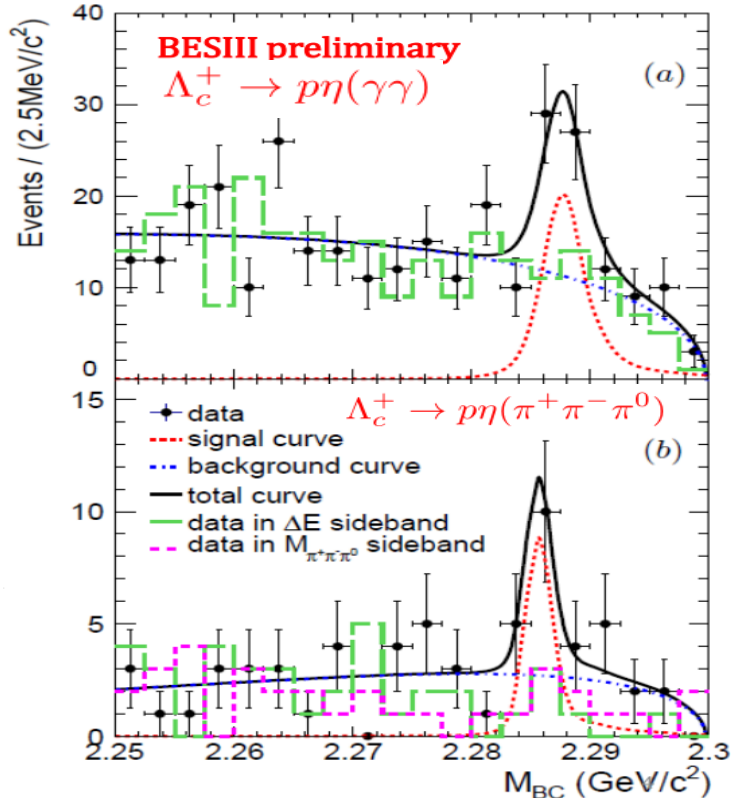 40
BESIII preliminary
Λc+ → pη(γγ)
(a)
30
20
10
0
Events / (2.5MeV/c²)
15
Λc+ → pη(π+π−π0)
data
(b)
signal curve
background curve
10
total curve
data in ΔE sideband
data in Mπ+π-π0 sideband
5
0
2.25 2.26 2.27 2.28 2.29 2.3
MBC (GeV/c²)